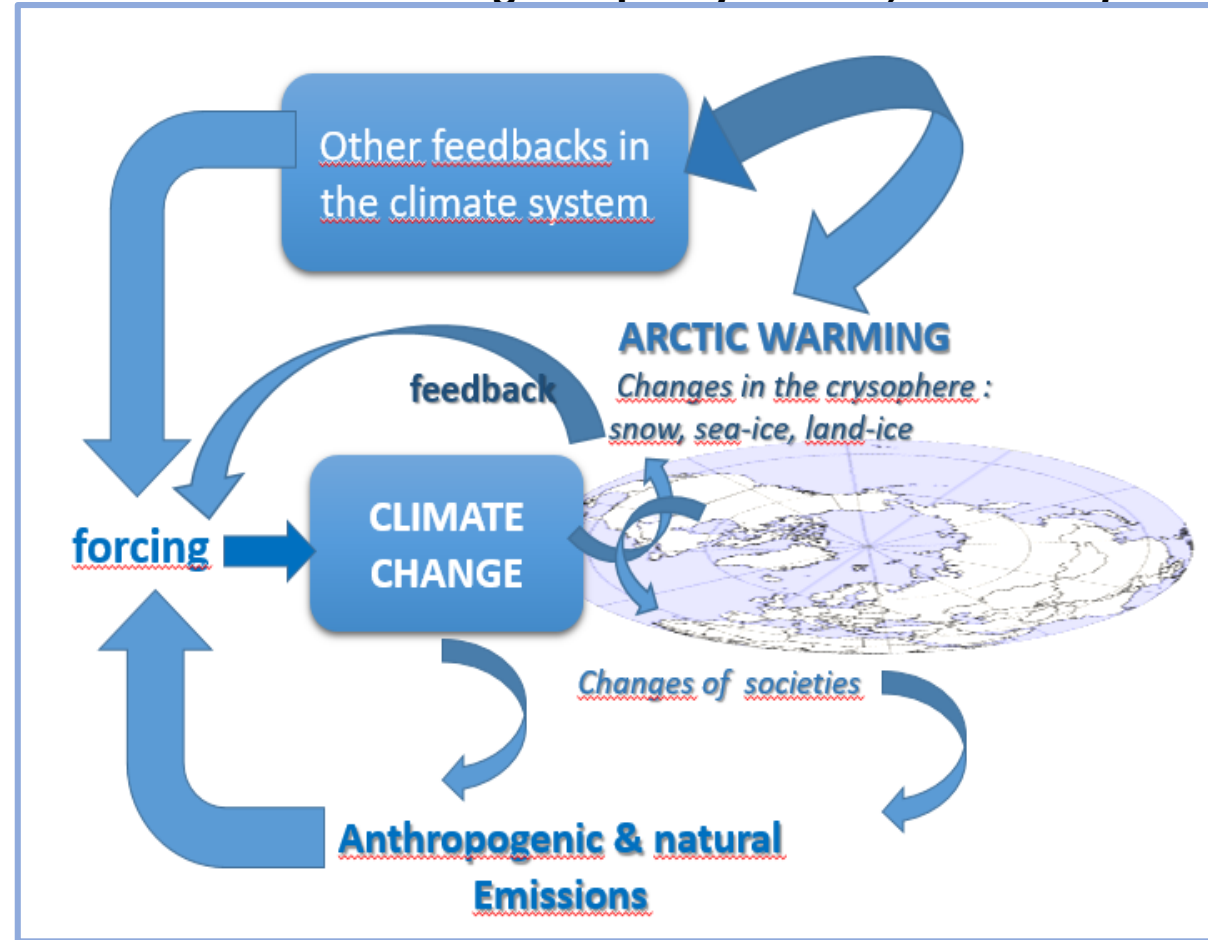 Other feedbacks in
the climate system
ARCTIC WARMING
feedback
Changes in the crysophere :
snow, sea-ice, land-ice
CLIMATE
CHANGE
forcing
Changes of societies
Anthropogenic & natural
Emissions